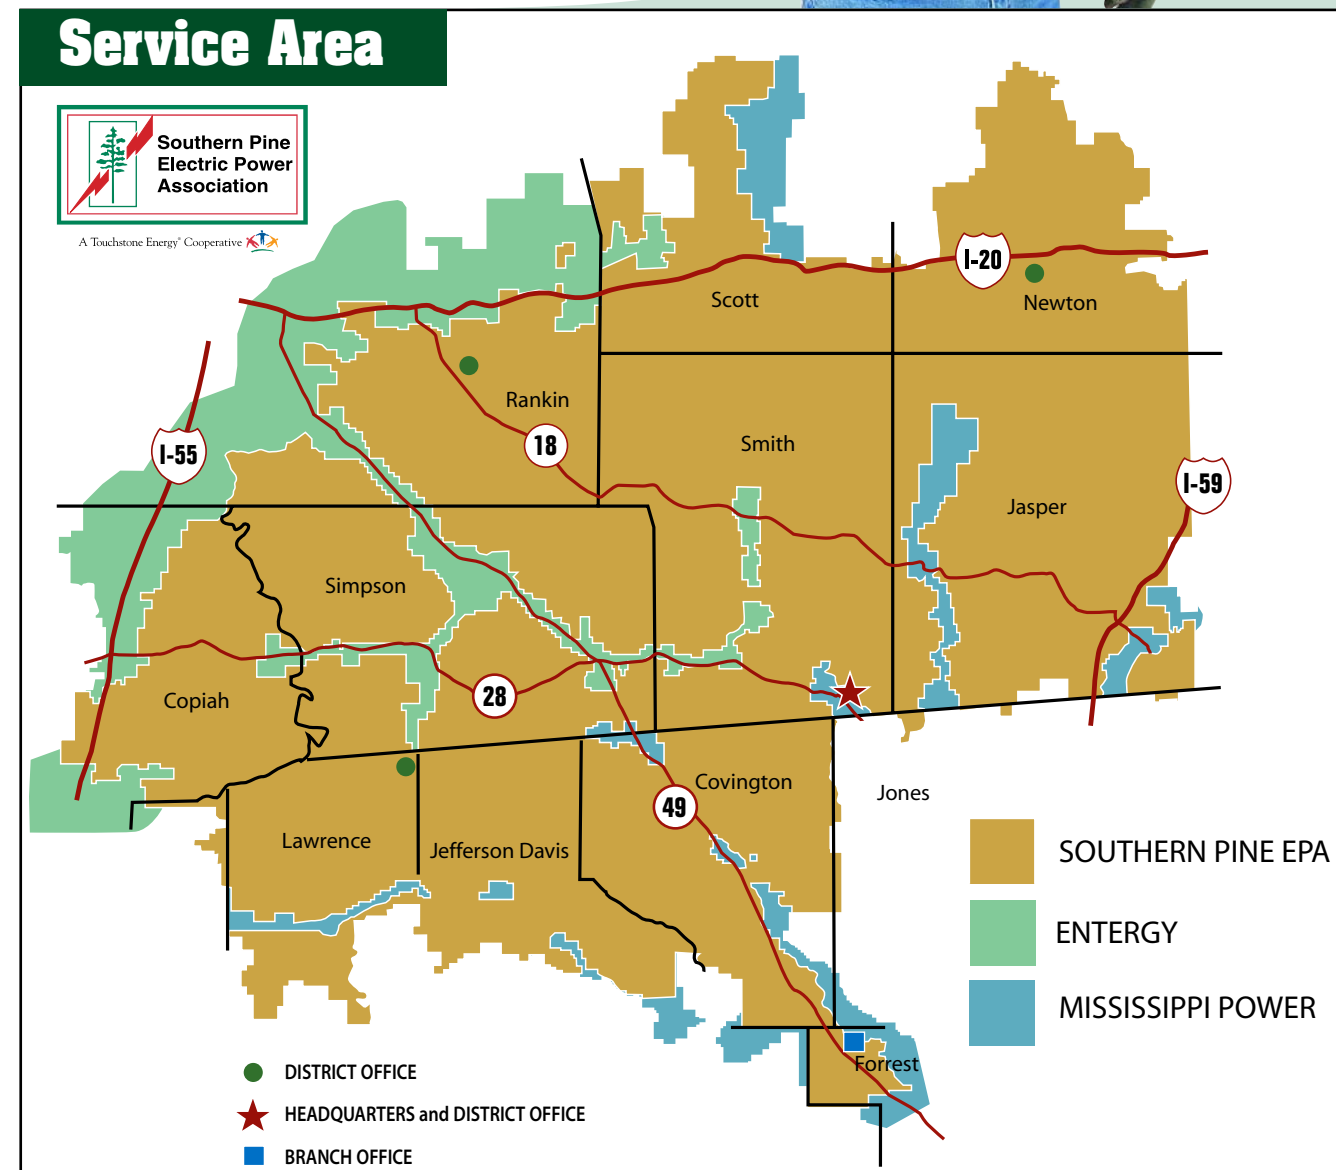 Service Area
Southern Pine
Electric Power
Association
A Touchstone Energy® Cooperative
I-20
Scott
Newton
Rankin
18
Smith
I-55
I-59
Jasper
Simpson
Copiah
28
Covington
Jones
49
Lawrence
Jefferson Davis
SOUTHERN PINE EPA
ENTERGY
MISSISSIPPI POWER
Forrest
DISTRICT OFFICE
HEADQUARTERS and DISTRICT OFFICE
BRANCH OFFICE